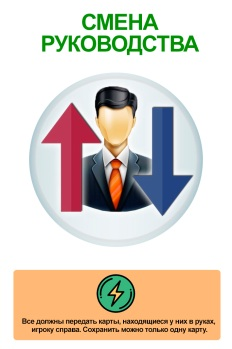 СМЕНА
РУКОВОДСТВА
Все должны передать карты, находящиеся у них в руках,
игроку справа. Сохранить можно только одну карту.